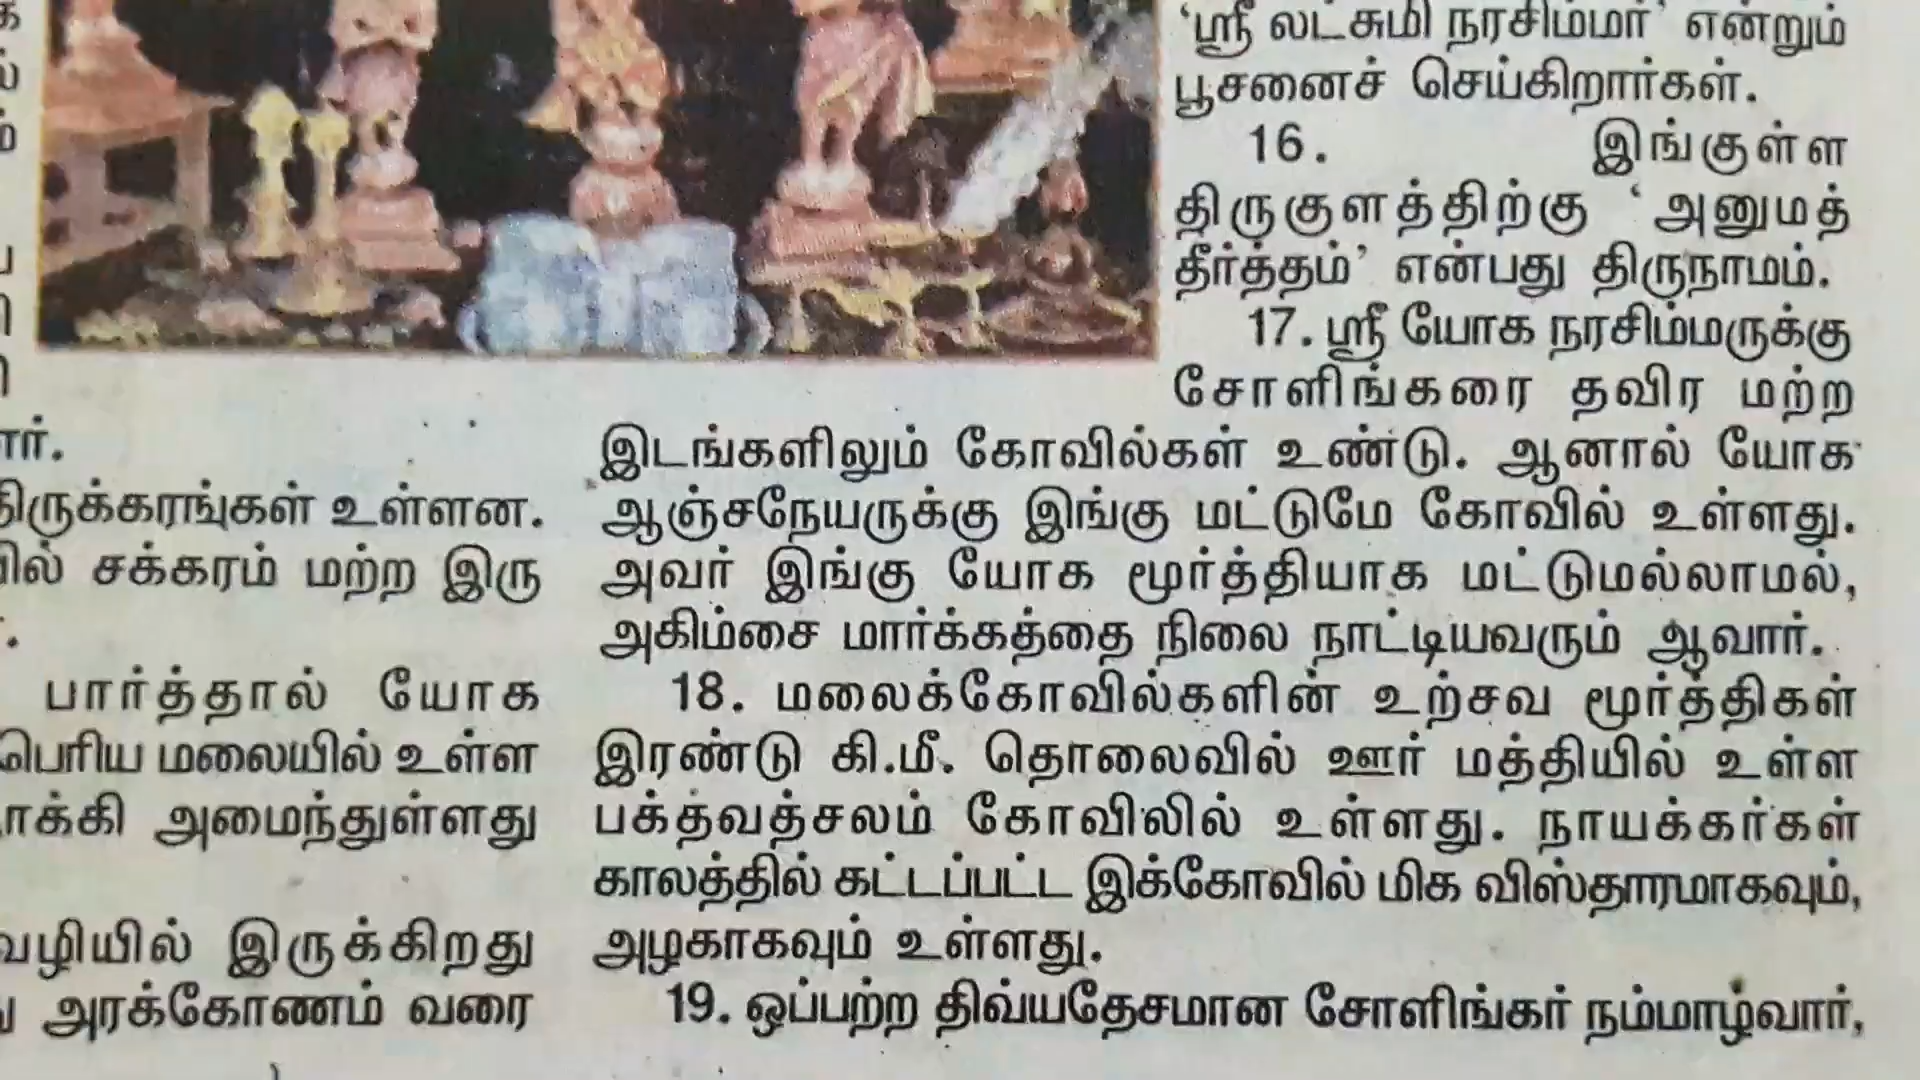 ார்.
திருக்கரங்கள் உள்ளன.
யில் சக்கரம் மற்ற இரு
பார்த்தால் யோக
பெரிய மலையில் உள்ள
அமைந்துள்ளது
இருக்கிறது
அரக்கோணம் வரை
‘ஸ்ரீ லட்சுமி நரசிம்மர்’ என்றும்
பூசனைச் செய்கிறார்கள்.
16. இங்குள்ள
திருகுளத்திற்கு ‘அனுமத்
தீர்த்தம்’ என்பது திருநாமம்.
17. ஸ்ரீ யோக நரசிம்மருக்கு
சோளிங்கரை தவிர மற்ற
இடங்களிலும் கோவில்கள் உண்டு. ஆனால் யோக
ஆஞ்சநேயருக்கு இங்கு மட்டுமே கோவில் உள்ளது.
அவர் இங்கு யோக மூர்த்தியாக மட்டுமல்லாமல்,
அகிம்சை மார்க்கத்தை நிலை நாட்டியவரும் ஆவார்.
18. மலைக்கோவில்களின் உற்சவ மூர்த்திகள்
இரண்டு கி.மீ. தொலைவில் ஊர் மத்தியில் உள்ள
பக்தவத்சலம் கோவிலில் உள்ளது. நாயக்கர்கள்
காலத்தில் கட்டப்பட்ட இக்கோவில் மிக விஸ்தாரமாகவும்,
அழகாகவும் உள்ளது.
19. ஒப்பற்ற திவ்யதேசமான சோளிங்கர் நம்மாழ்வார்,